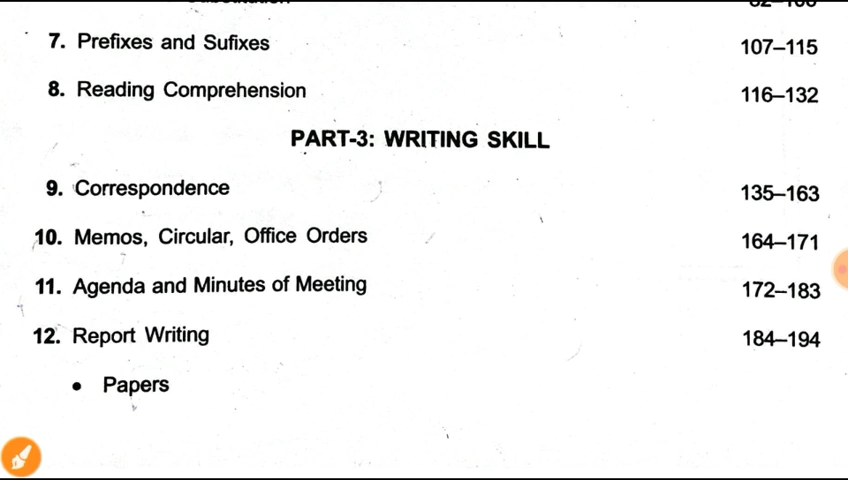 7. Prefixes and Sufixes 107–115
8. Reading Comprehension 116–132
PART-3: WRITING SKILL
9. Correspondence 135–163
10. Memos, Circular, Office Orders 164–171
11. Agenda and Minutes of Meeting 172–183
12. Report Writing 184–194
• Papers